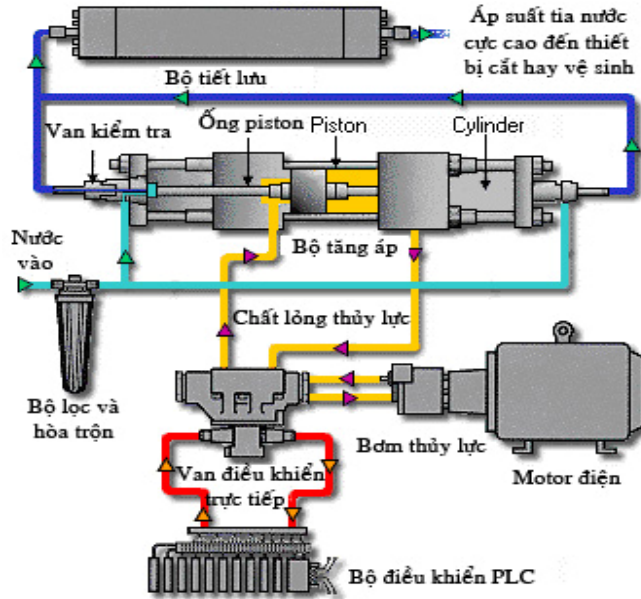 Áp suất tia nước
cực cao đến thiết
bị cắt hay vệ sinh
Bộ tiết lưu
Van kiểm tra
Ống piston
Piston
Cylinder
Nước
vào
Bộ tăng áp
Chất lỏng thủy lực
Bộ lọc và
hòa trộn
Bơm thủy lực
Motor điện
Van điều khiển
trực tiếp
Bộ điều khiển PLC